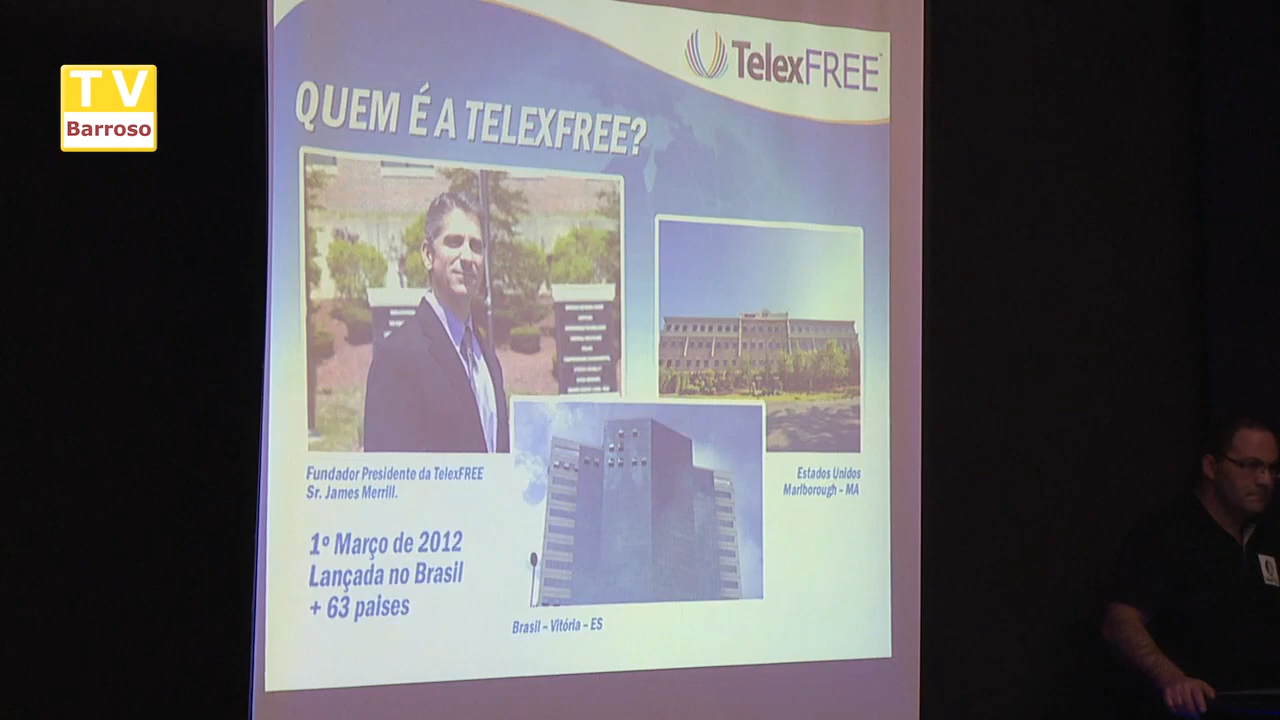 TV
Barroso
TelexFREE
QUEM É A TELEXFREE?
Fundador Presidente da TelexFREE
Sr. James Merrill.
Estados Unidos
Marlborough – MA
1º Março de 2012
Lançada no Brasil
+ 63 paises
Brasil – Vitória – ES